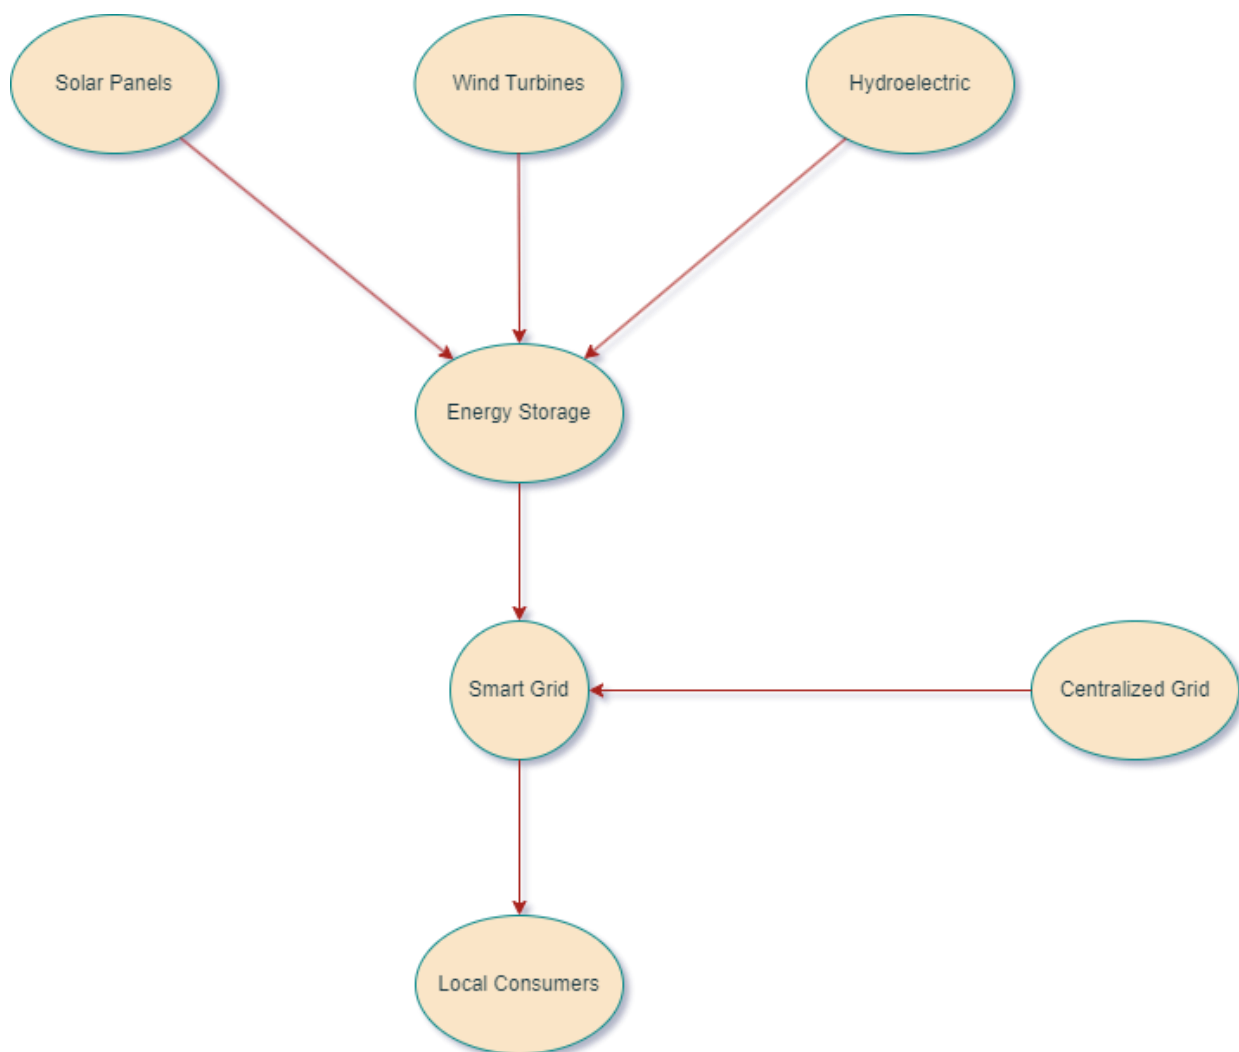 Solar Panels
Wind Turbines
Hydroelectric
Energy Storage
Smart Grid
Centralized Grid
Local Consumers